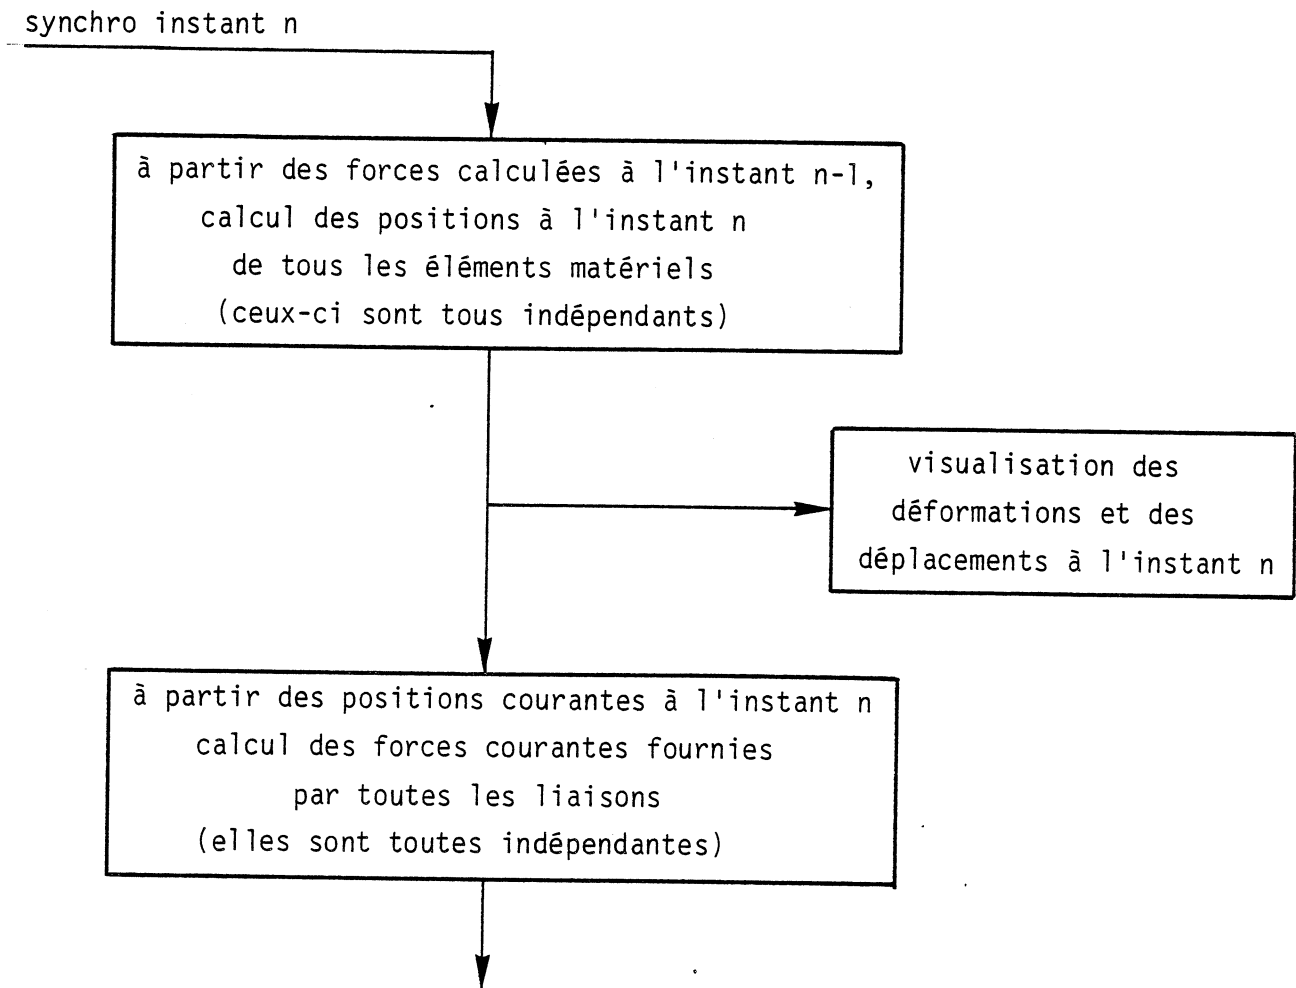 synchro instant n
à partir des forces calculées à l'instant n-1,
calcul des positions à l'instant n
de tous les éléments matériels
(ceux-ci sont tous indépendants)
visualisation des
déformations et des
déplacements à l'instant n
à partir des positions courantes à l'instant n
calcul des forces courantes fournies
par toutes les liaisons
(elles sont toutes indépendantes)